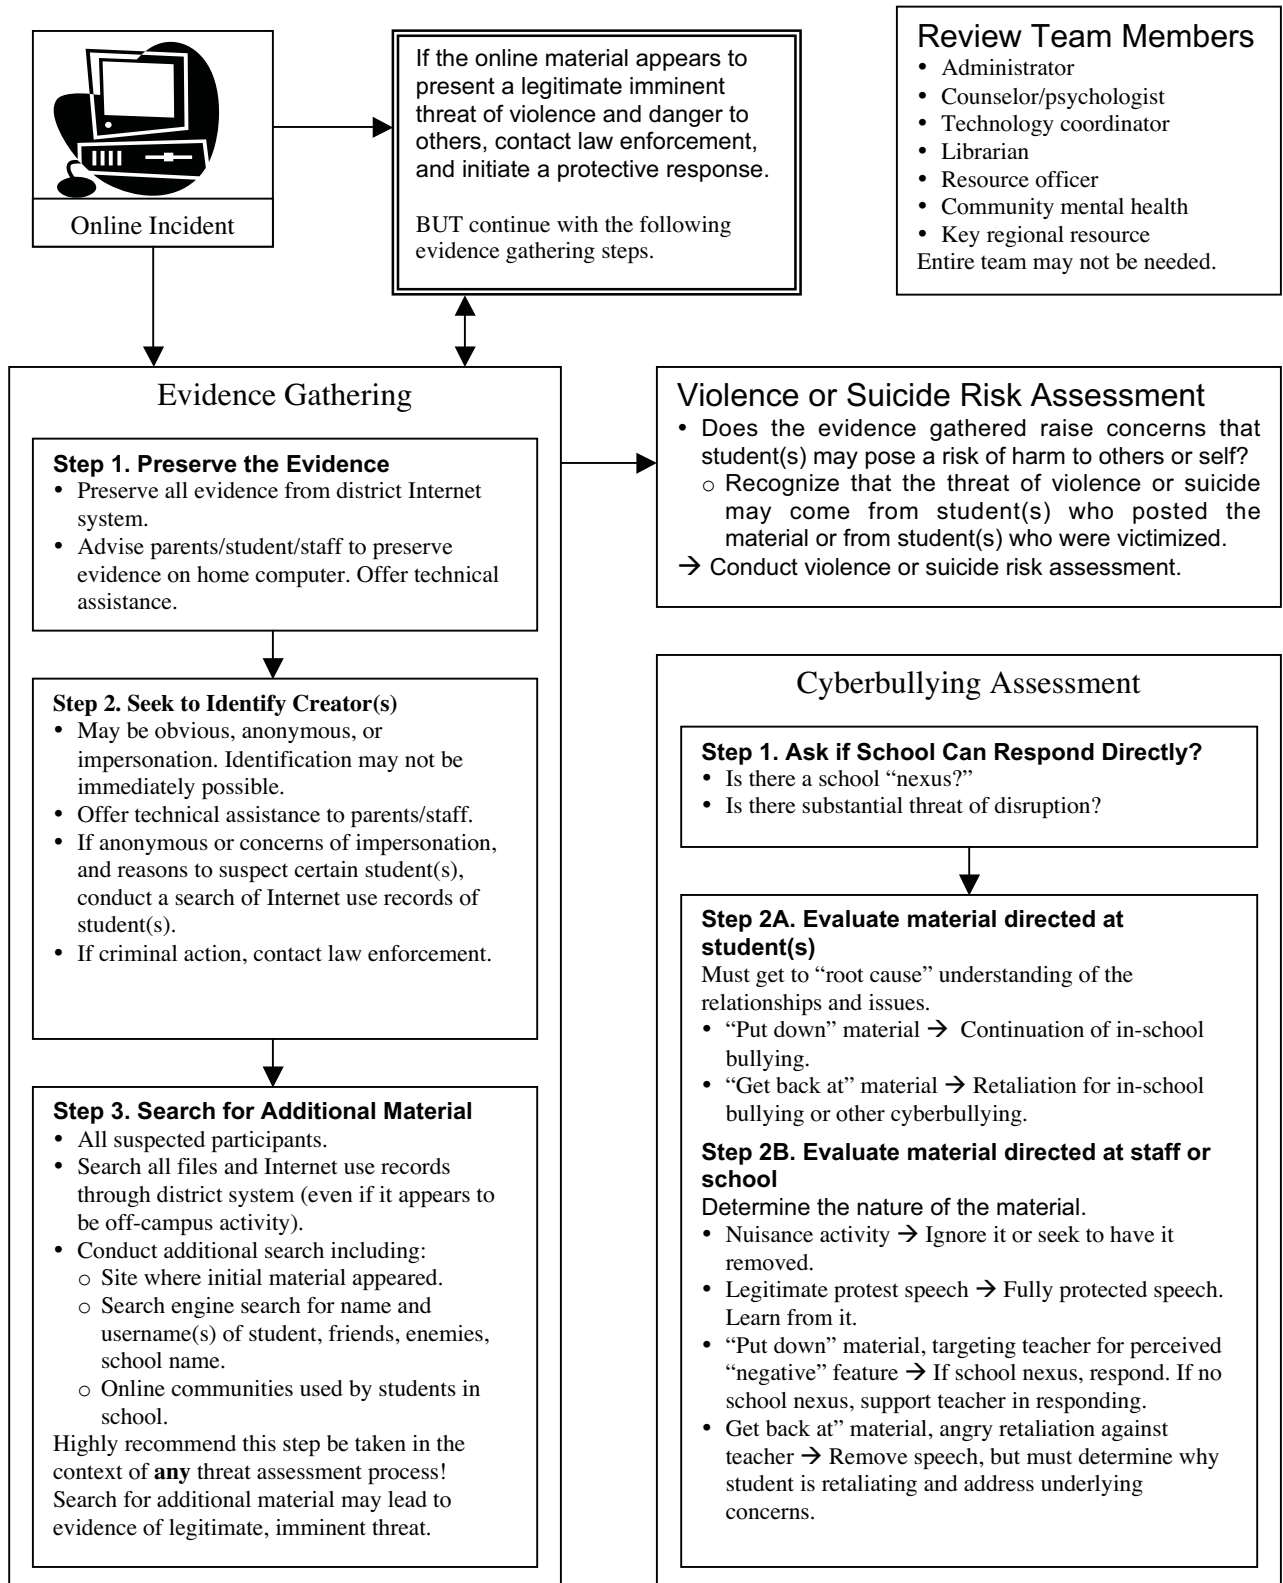 Online Incident
If the online material appears to
present a legitimate imminent
threat of violence and danger to
others, contact law enforcement,
and initiate a protective response.
BUT continue with the following
evidence gathering steps.
Review Team Members
• Administrator
• Counselor/psychologist
• Technology coordinator
• Librarian
• Resource officer
• Community mental health
• Key regional resource
Entire team may not be needed.
Evidence Gathering
Step 1. Preserve the Evidence
• Preserve all evidence from district Internet
system.
• Advise parents/student/staff to preserve
evidence on home computer. Offer technical
assistance.
Step 2. Seek to Identify Creator(s)
• May be obvious, anonymous, or
impersonation. Identification may not be
immediately possible.
• Offer technical assistance to parents/staff.
• If anonymous or concerns of impersonation,
and reasons to suspect certain student(s),
conduct a search of Internet use records of
student(s).
• If criminal action, contact law enforcement.
Step 3. Search for Additional Material
• All suspected participants.
• Search all files and Internet use records
through district system (even if it appears to
be off-campus activity).
• Conduct additional search including:
o Site where initial material appeared.
o Search engine search for name and
username(s) of student, friends, enemies,
school name.
o Online communities used by students in
school.
Highly recommend this step be taken in the
context of any threat assessment process!
Search for additional material may lead to
evidence of legitimate, imminent threat.
Violence or Suicide Risk Assessment
• Does the evidence gathered raise concerns that
student(s) may pose a risk of harm to others or self?
o Recognize that the threat of violence or suicide
may come from student(s) who posted the
material or from student(s) who were victimized.
→ Conduct violence or suicide risk assessment.
Cyberbullying Assessment
Step 1. Ask if School Can Respond Directly?
• Is there a school “nexus?”
• Is there substantial threat of disruption?
Step 2A. Evaluate material directed at
student(s)
Must get to “root cause” understanding of the
relationships and issues.
• “Put down” material → Continuation of in-school
bullying.
• “Get back at” material → Retaliation for in-school
bullying or other cyberbullying.
Step 2B. Evaluate material directed at staff or
school
Determine the nature of the material.
• Nuisance activity → Ignore it or seek to have it
removed.
• Legitimate protest speech → Fully protected speech.
Learn from it.
• “Put down” material, targeting teacher for perceived
“negative” feature → If school nexus, respond. If no
school nexus, support teacher in responding.
• Get back at” material, angry retaliation against
teacher → Remove speech, but must determine why
student is retaliating and address underlying
concerns.